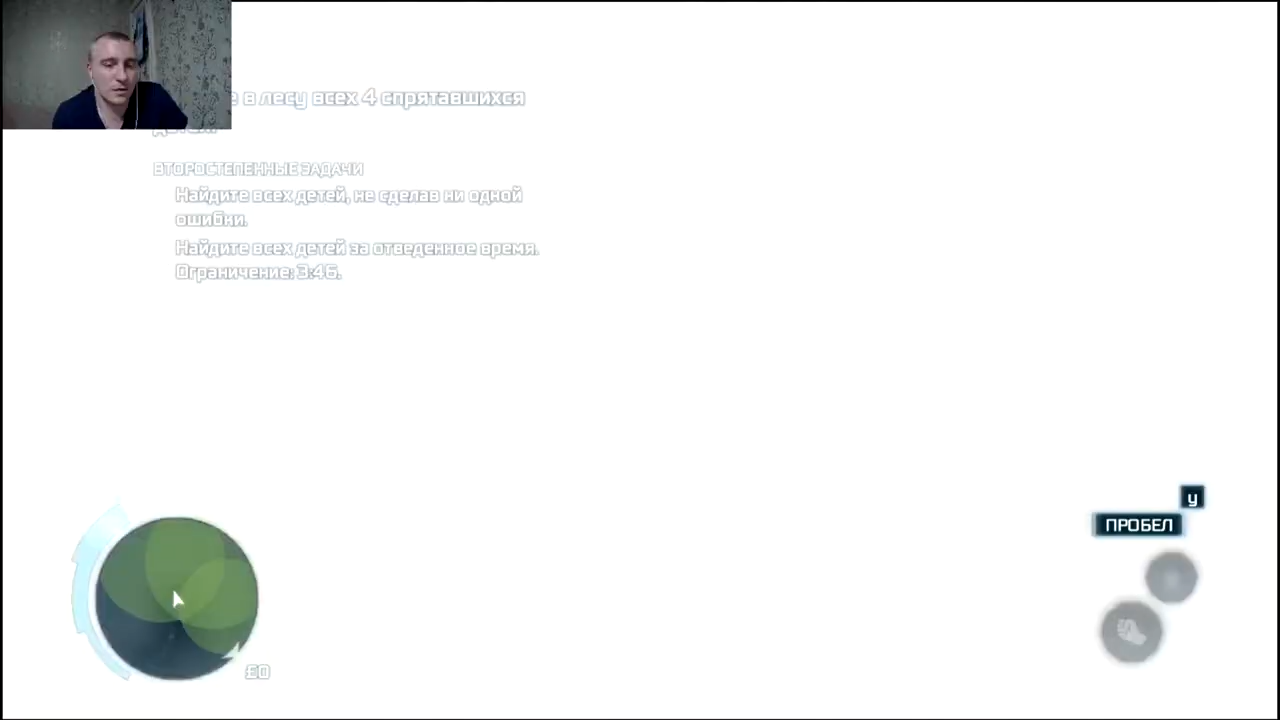 е в лесу всех 4 спрятавшихся
детей.
ВТОРОСТЕПЕННЫЕ ЗАДАЧИ
Найдите всех детей, не сделав ни одной
ошибки.
Найдите всех детей за отведенное время.
Ограничение: 3:46.
У
ПРОБЕЛ
£0